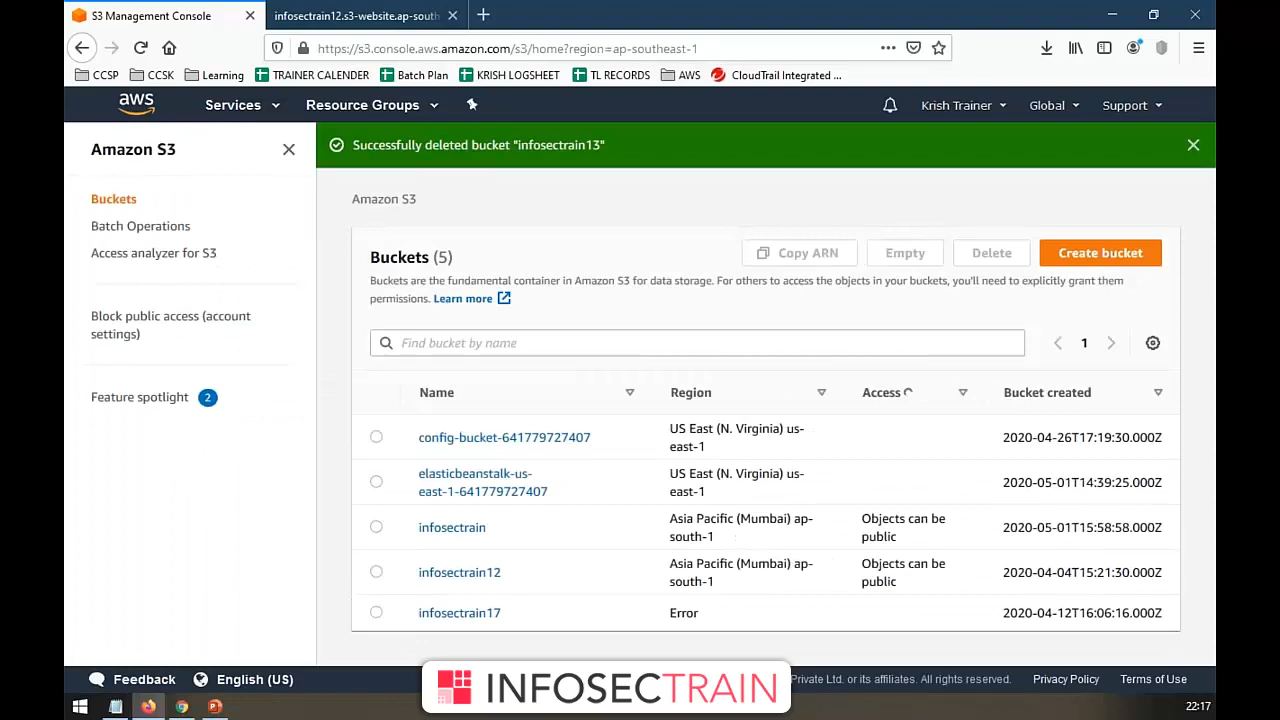 S3 Management Console
infosectrain12.s3-website.ap-south
https://s3.console.aws.amazon.com/s3/home?region=ap-southeast-1
CCSP
CCSK
Learning
TRAINER CALENDER
Batch Plan
KRISH LOGSHEET
TL RECORDS
AWS
CloudTrail Integrated ...
aws
Services
Resource Groups
Krish Trainer
Global
Support
Amazon S3
Successfully deleted bucket "infosectrain13"
Buckets
Batch Operations
Access analyzer for S3
Block public access (account
settings)
Feature spotlight 2
Amazon S3
Buckets (5)
Copy ARN
Empty
Delete
Create bucket
Buckets are the fundamental container in Amazon S3 for data storage. For others to access the objects in your buckets, you'll need to explicitly grant them
permissions. Learn more
Find bucket by name
1
Name
Region
Access
Bucket created
config-bucket-641779727407
US East (N. Virginia) us-
east-1
2020-04-26T17:19:30.000Z
elasticbeanstalk-us-
east-1-641779727407
US East (N. Virginia) us-
east-1
2020-05-01T14:39:25.000Z
infosectrain
Asia Pacific (Mumbai) ap-
south-1
Objects can be
public
2020-05-01T15:58:58.000Z
infosectrain12
Asia Pacific (Mumbai) ap-
south-1
Objects can be
public
2020-04-04T15:21:30.000Z
infosectrain17
Error
2020-04-12T16:06:16.000Z
Feedback
English (US)
INFOSECTRAIN
Private Ltd. or its affiliates. All rights reserved.
Privacy Policy
Terms of Use
22:17